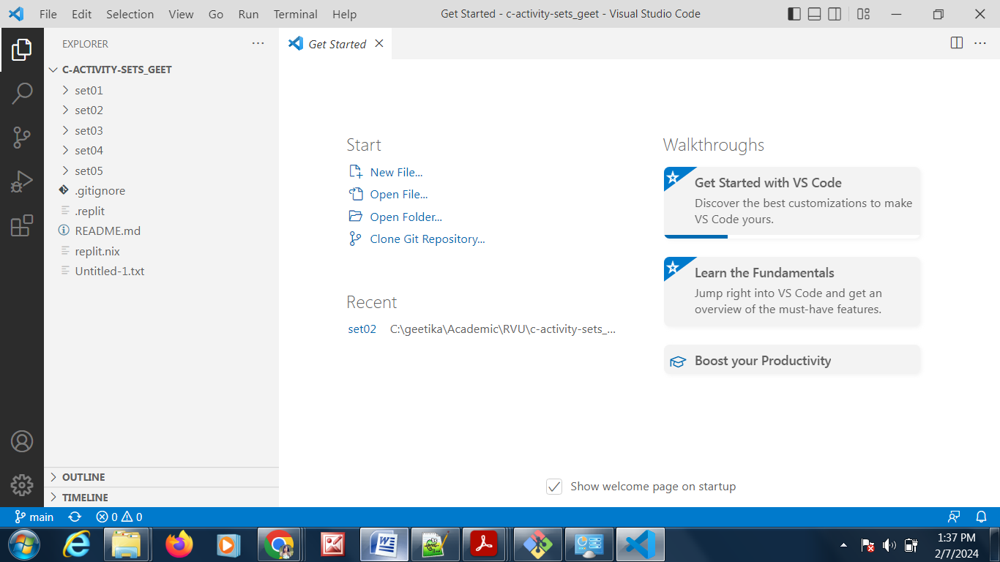 File Edit Selection View Go Run Terminal Help Get Started - c-activity-sets_geet - Visual Studio Code
EXPLORER
Get Started
C-ACTIVITY-SETS_GEET
set01
set02
set03
set04
set05
.gitignore
.replit
README.md
replit.nix
Untitled-1.txt
OUTLINE
TIMELINE
Start
New File...
Open File...
Open Folder...
Clone Git Repository...
Recent
set02 C:\geetika\Academic\RVU\c-activity-sets_...
Walkthroughs
Get Started with VS Code
Discover the best customizations to make
VS Code yours.
Learn the Fundamentals
Jump right into VS Code and get an
overview of the must-have features.
Boost your Productivity
Show welcome page on startup
main 0 0
1:37 PM
2/7/2024